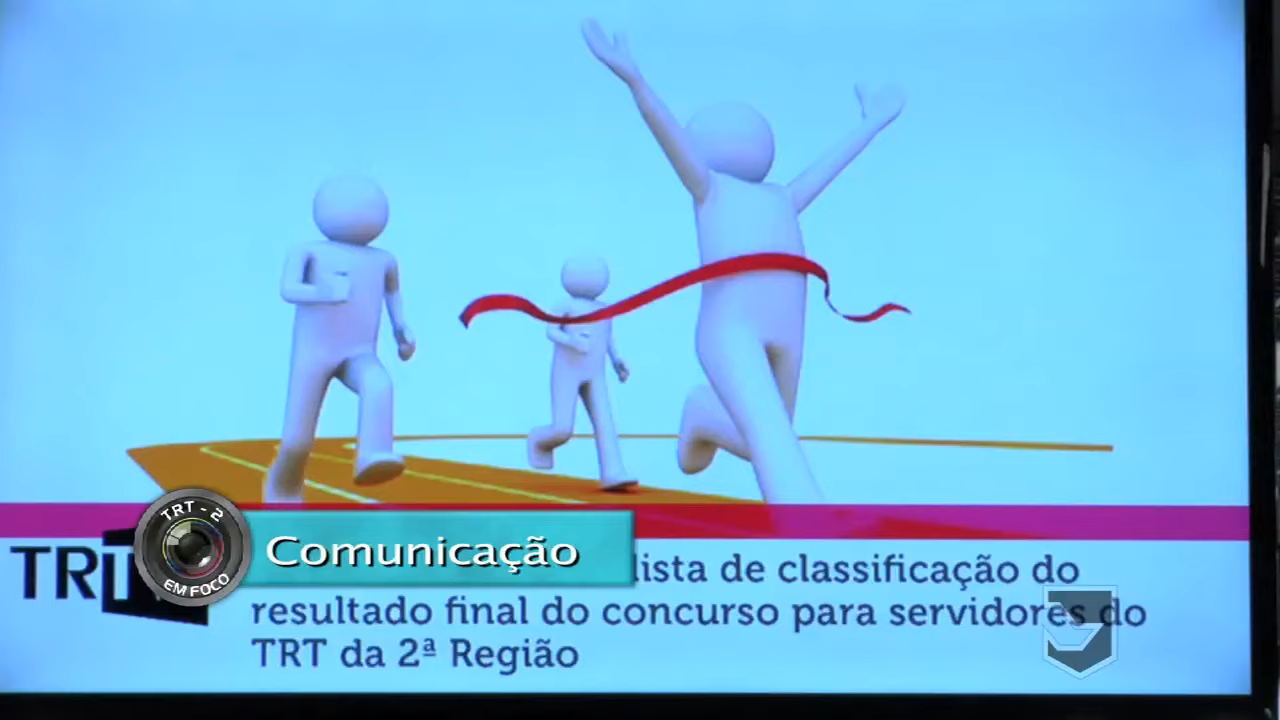 TRT - 2
EM FOCO
Comunicação
TRT
lista de classificação do
resultado final do concurso para servidores do
TRT da 2ª Região